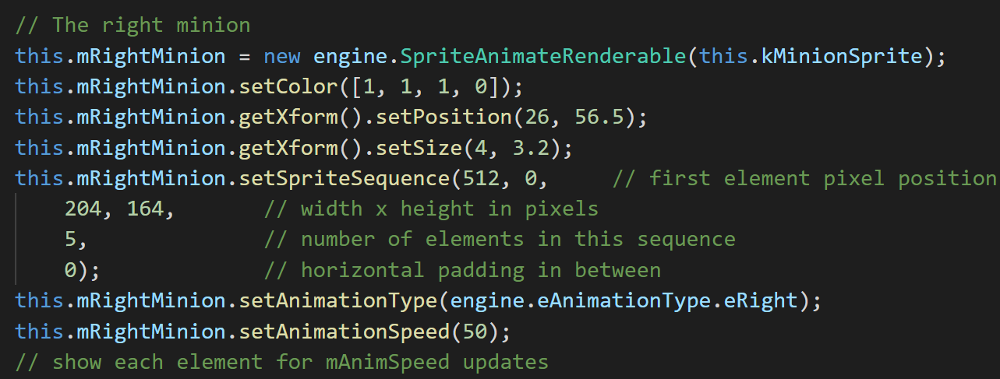 // The right minion
this.mRightMinion = new engine.SpriteAnimateRenderable(this.kMinionSprite);
this.mRightMinion.setColor([1, 1, 1, 0]);
this.mRightMinion.getXform().setPosition(26, 56.5);
this.mRightMinion.getXform().setSize(4, 3.2);
this.mRightMinion.setSpriteSequence(512, 0,     // first element pixel position
    204, 164,       // width x height in pixels
    5,              // number of elements in this sequence
    0);             // horizontal padding in between
this.mRightMinion.setAnimationType(engine.eAnimationType.eRight);
this.mRightMinion.setAnimationSpeed(50);
// show each element for mAnimSpeed updates